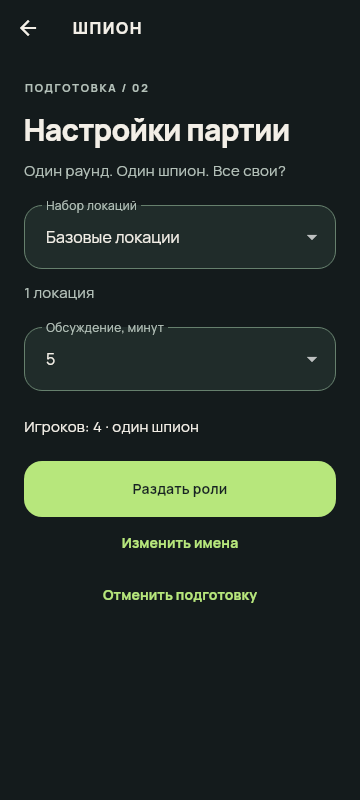 ШПИОН
ПОДГОТОВКА / 02
Настройки партии
Один раунд. Один шпион. Все свои?
Набор локаций
Базовые локации
1 локация
Обсуждение, минут
5
Игроков: 4 · один шпион
Раздать роли
Изменить имена
Отменить подготовку